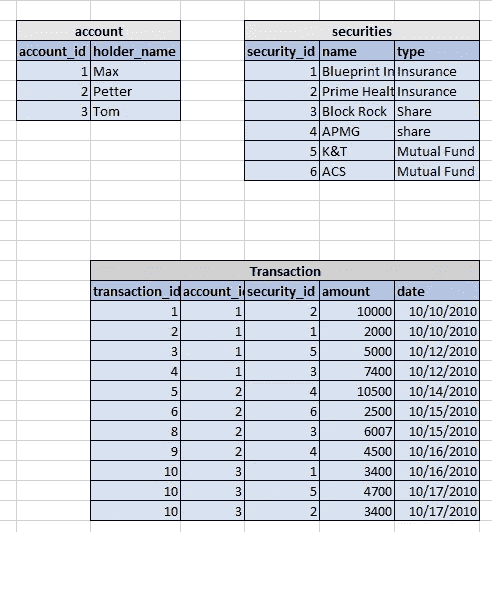 account
account_id holder_name
1 Max
2 Petter
3 Tom
securities
security_id name type
1 Blueprint In Insurance
2 Prime Healt Insurance
3 Block Rock Share
4 APMG share
5 K&T Mutual Fund
6 ACS Mutual Fund
Transaction
transaction_id account_i security_id amount date
1 1 2 10000 10/10/2010
2 1 1 2000 10/10/2010
3 1 5 5000 10/12/2010
4 1 3 7400 10/12/2010
5 2 4 10500 10/14/2010
6 2 6 2500 10/15/2010
8 2 3 6007 10/15/2010
9 2 4 4500 10/16/2010
10 3 1 3400 10/16/2010
10 3 5 4700 10/17/2010
10 3 2 3400 10/17/2010